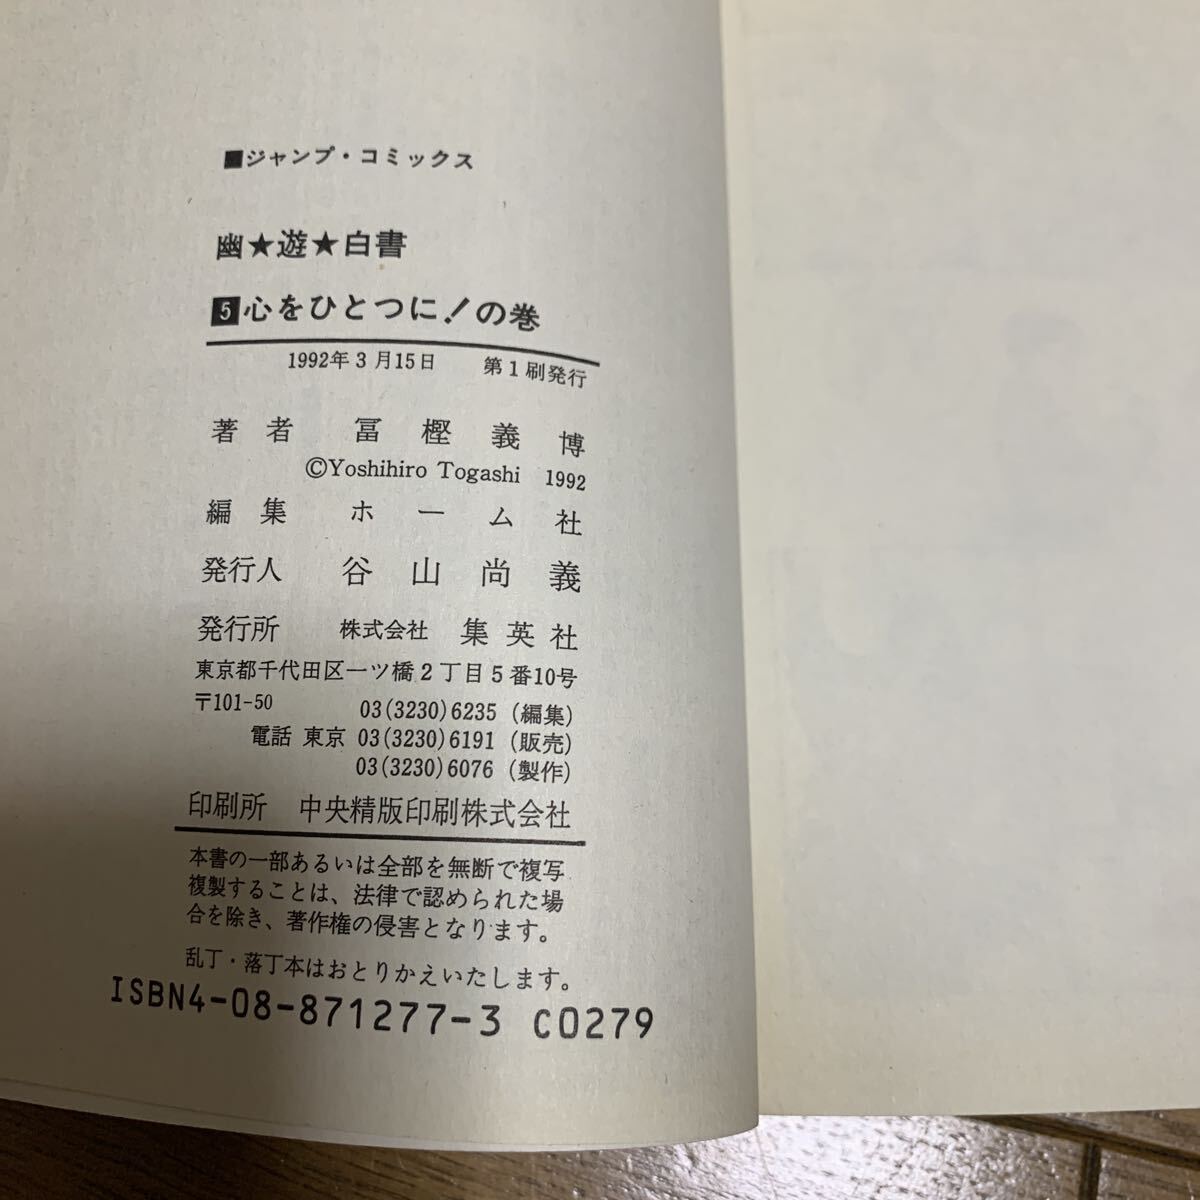 ■ジャンプ・コミックス
幽★遊★白書
5心をひとつに!の巻
1992年3月15日 第1刷発行
著者 冨樫義博
©Yoshihiro Togashi 1992
編集 ホーム社
発行人 谷山尚義
発行所 株式会社 集英社
東京都千代田区一ツ橋2丁目5番10号
〒101-50
03(3230)6235(編集)
電話 東京 03(3230)6191(販売)
03(3230)6076(製作)
印刷所 中央精版印刷株式会社
本書の一部あるいは全部を無断で複写
複製することは、法律で認められた場
合を除き、著作権の侵害となります。
乱丁・落丁本はおとりかえいたします。
ISBN4-08-871277-3 C0279